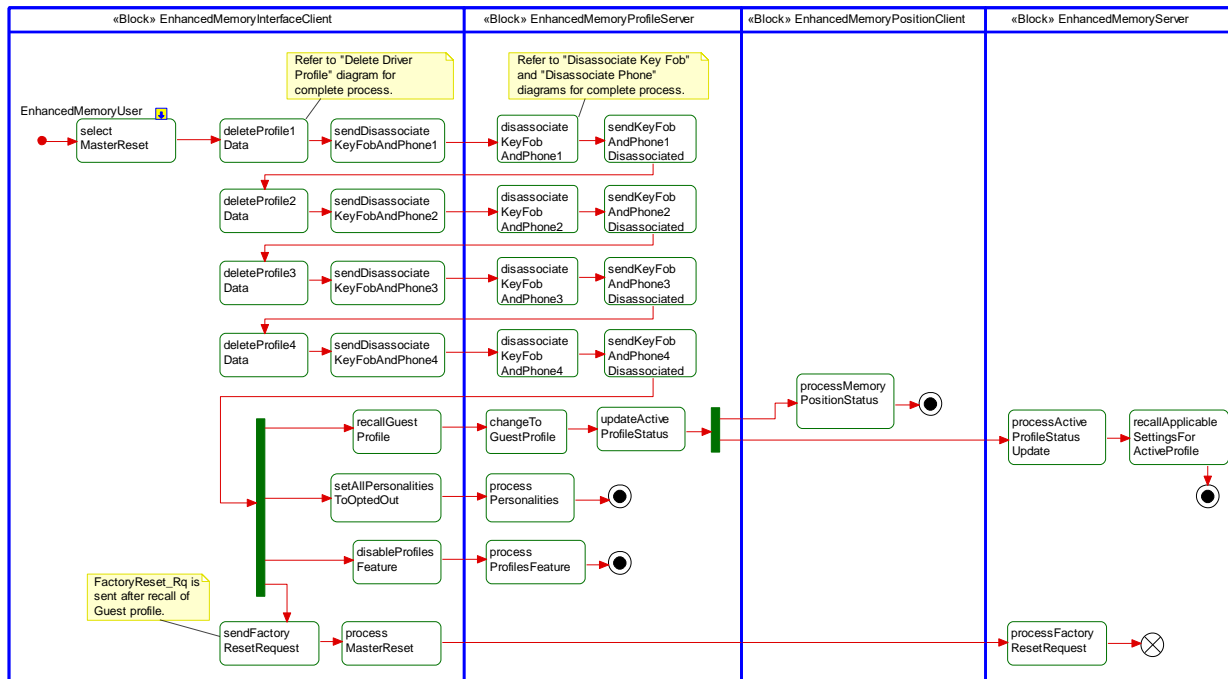 «Block» EnhancedMemoryInterfaceClient
«Block» EnhancedMemoryProfileServer
«Block» EnhancedMemoryPositionClient
«Block» EnhancedMemoryServer
Refer to "Delete Driver
Profile" diagram for
complete process.
Refer to "Disassociate Key Fob"
and "Disassociate Phone"
diagrams for complete process.
EnhancedMemoryUser
select
MasterReset
deleteProfile1
Data
sendDisassociate
KeyFobAndPhone1
disassociate
KeyFob
AndPhone1
sendKeyFob
AndPhone1
Disassociated
deleteProfile2
Data
sendDisassociate
KeyFobAndPhone2
disassociate
KeyFob
AndPhone2
sendKeyFob
AndPhone2
Disassociated
deleteProfile3
Data
sendDisassociate
KeyFobAndPhone3
disassociate
KeyFob
AndPhone3
sendKeyFob
AndPhone3
Disassociated
deleteProfile4
Data
sendDisassociate
KeyFobAndPhone4
disassociate
KeyFob
AndPhone4
sendKeyFob
AndPhone4
Disassociated
processMemory
PositionStatus
recallGuest
Profile
changeTo
GuestProfile
updateActive
ProfileStatus
processActive
ProfileStatus
Update
recallApplicable
SettingsFor
ActiveProfile
setAllPersonalities
ToOptedOut
process
Personalities
disableProfiles
Feature
process
ProfilesFeature
FactoryReset_Rq is
sent after recall of
Guest profile.
sendFactory
ResetRequest
process
MasterReset
processFactory
ResetRequest